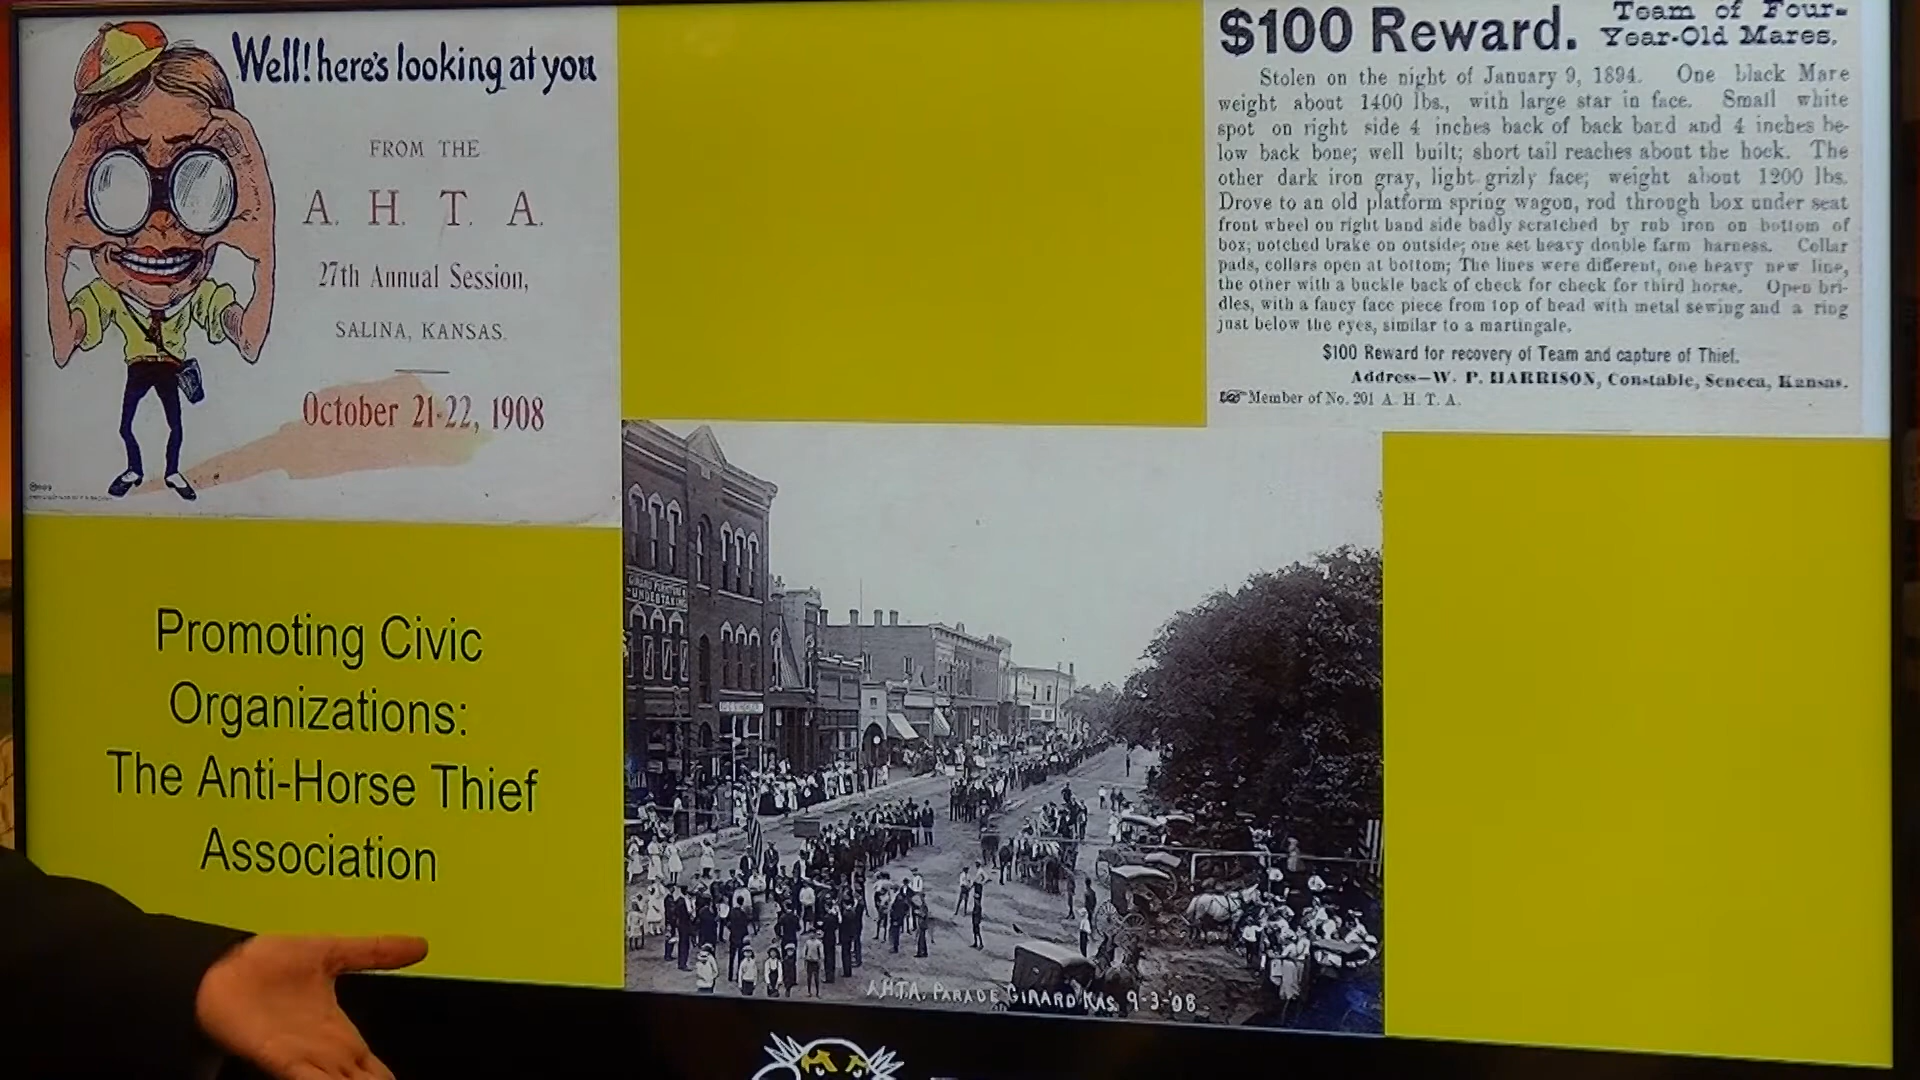 Well! here's looking at you
FROM THE
A. H. T. A.
27th Annual Session,
SALINA, KANSAS.
October 21-22, 1908
$100 Reward. Team of Four-
Year-Old Mares.
Stolen on the night of January 9, 1894. One black Mare
weight about 1400 lbs., with large star in face. Small white
spot on right side 4 inches back of back band and 4 inches be-
low back bone; well built; short tail reaches about the hock. The
other dark iron gray, light grizly face; weight about 1200 lbs.
Drove to an old platform spring wagon, rod through box under seat
front wheel on right hand side badly scratched by rub iron on bottom of
box; notched brake on outside; one set heavy double farm harness. Collar
pads, collars open at bottom; The lines were different, one heavy new line,
the other with a buckle back of check for check for third horse. Open bri-
dles, with a fancy face piece from top of head with metal sewing and a ring
just below the eyes, similar to a martingale.
$100 Reward for recovery of Team and capture of Thief.
Address—W. P. HARRISON, Constable, Seneca, Kansas.
Member of No. 201 A. H. T. A.
Promoting Civic
Organizations:
The Anti-Horse Thief
Association
GIRARD FURNITURE
UNDERTAKING
A.H.T.A. PARADE GIRARD KAS. 9-3-'08